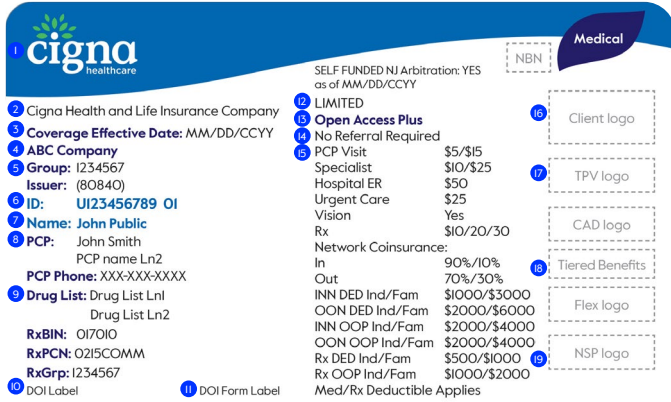 1
cigna
healthcare
Medical
NBN
SELF FUNDED NJ Arbitration: YES
as of MM/DD/CCYY
2 Cigna Health and Life Insurance Company
3 Coverage Effective Date: MM/DD/CCYY
4 ABC Company
5 Group: 1234567
Issuer: (80840)
6 ID: U123456789 01
7 Name: John Public
8 PCP: John Smith
PCP name Ln2
PCP Phone: XXX-XXX-XXXX
9 Drug List: Drug List Ln1
Drug List Ln2
RxBIN: 017010
RxPCN: 0215COMM
RxGrp: 1234567
10 DOI Label
11 DOI Form Label
12 LIMITED
13 Open Access Plus
14 No Referral Required
15 PCP Visit $5/$15
Specialist $10/$25
Hospital ER $50
Urgent Care $25
Vision Yes
Rx $10/20/30
Network Coinsurance:
In 90%/10%
Out 70%/30%
INN DED Ind/Fam $1000/$3000
OON DED Ind/Fam $2000/$6000
INN OOP Ind/Fam $2000/$4000
OON OOP Ind/Fam $2000/$4000
Rx DED Ind/Fam $500/$1000
Rx OOP Ind/Fam $1000/$2000
Med/Rx Deductible Applies
16 Client logo
17 TPV logo
CAD logo
18 Tiered Benefits
Flex logo
19 NSP logo